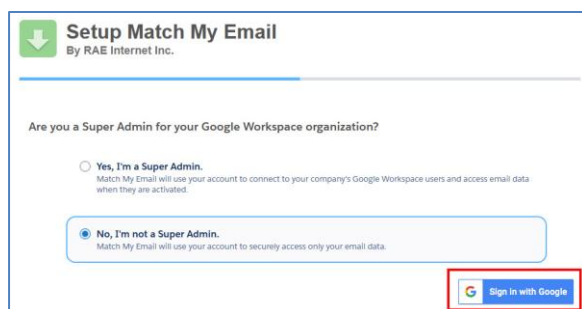 Setup Match My Email
By RAE Internet Inc.
Are you a Super Admin for your Google Workspace organization?
Yes, I'm a Super Admin.
Match My Email will use your account to connect to your company's Google Workspace users and access email data
when they are activated.
No, I'm not a Super Admin.
Match My Email will use your account to securely access only your email data.
G Sign in with Google